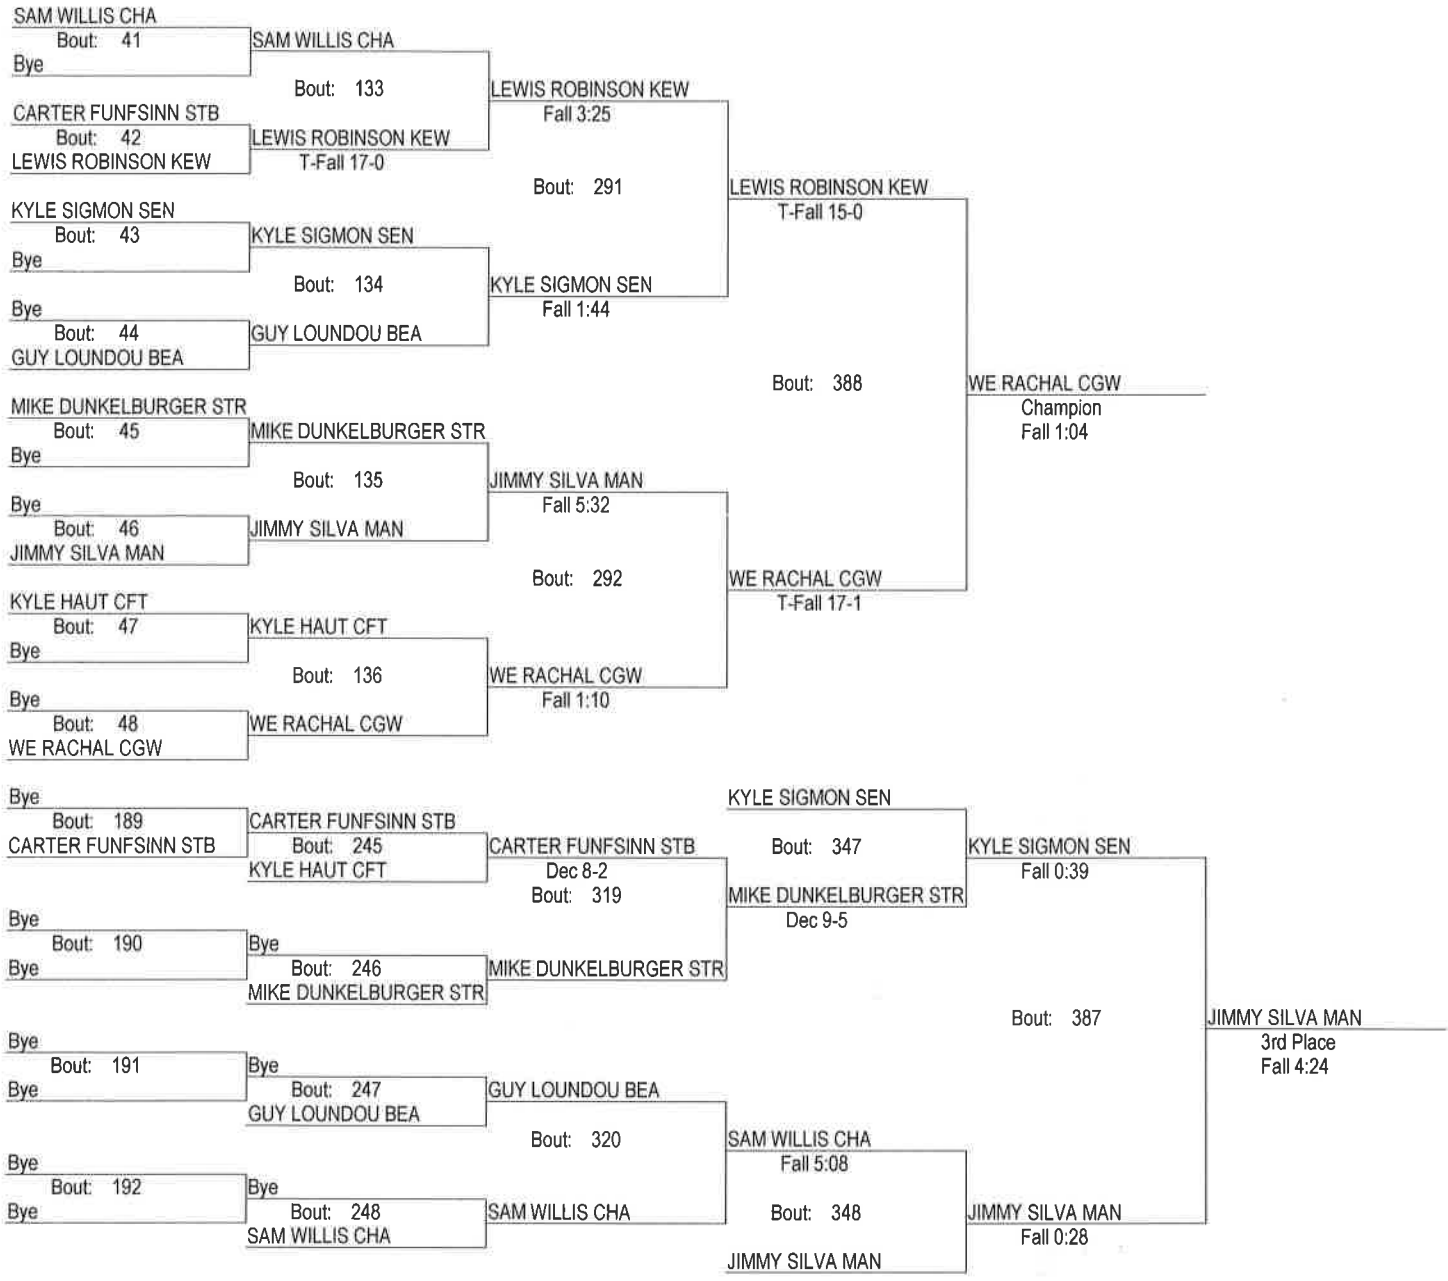 SAM WILLIS CHA
Bout: 41
SAM WILLIS CHA
Bye
Bout: 133
LEWIS ROBINSON KEW
Fall 3:25
CARTER FUNFSINN STB
Bout: 42
LEWIS ROBINSON KEW
LEWIS ROBINSON KEW
T-Fall 17-0
Bout: 291
LEWIS ROBINSON KEW
T-Fall 15-0
KYLE SIGMON SEN
Bout: 43
KYLE SIGMON SEN
Bye
Bout: 134
KYLE SIGMON SEN
Fall 1:44
Bye
Bout: 44
GUY LOUNDOU BEA
GUY LOUNDOU BEA
Bout: 388
WE RACHAL CGW
Champion
Fall 1:04
MIKE DUNKELBURGER STR
Bout: 45
MIKE DUNKELBURGER STR
Bye
Bout: 135
JIMMY SILVA MAN
Fall 5:32
Bye
Bout: 46
JIMMY SILVA MAN
JIMMY SILVA MAN
Bout: 292
WE RACHAL CGW
T-Fall 17-1
KYLE HAUT CFT
Bout: 47
KYLE HAUT CFT
Bye
Bout: 136
WE RACHAL CGW
Fall 1:10
Bye
Bout: 48
WE RACHAL CGW
WE RACHAL CGW
Bye
Bout: 189
CARTER FUNFSINN STB
CARTER FUNFSINN STB
Bout: 245
KYLE HAUT CFT
CARTER FUNFSINN STB
Dec 8-2
Bout: 319
KYLE SIGMON SEN
Bout: 347
MIKE DUNKELBURGER STR
Dec 9-5
KYLE SIGMON SEN
Fall 0:39
Bye
Bout: 190
Bye
Bye
Bout: 246
MIKE DUNKELBURGER STR
MIKE DUNKELBURGER STR
Bout: 387
JIMMY SILVA MAN
3rd Place
Fall 4:24
Bye
Bout: 191
Bye
Bye
Bout: 247
GUY LOUNDOU BEA
GUY LOUNDOU BEA
Bout: 320
SAM WILLIS CHA
Fall 5:08
Bye
Bout: 192
Bye
Bye
Bout: 248
SAM WILLIS CHA
SAM WILLIS CHA
Bout: 348
JIMMY SILVA MAN
JIMMY SILVA MAN
Fall 0:28